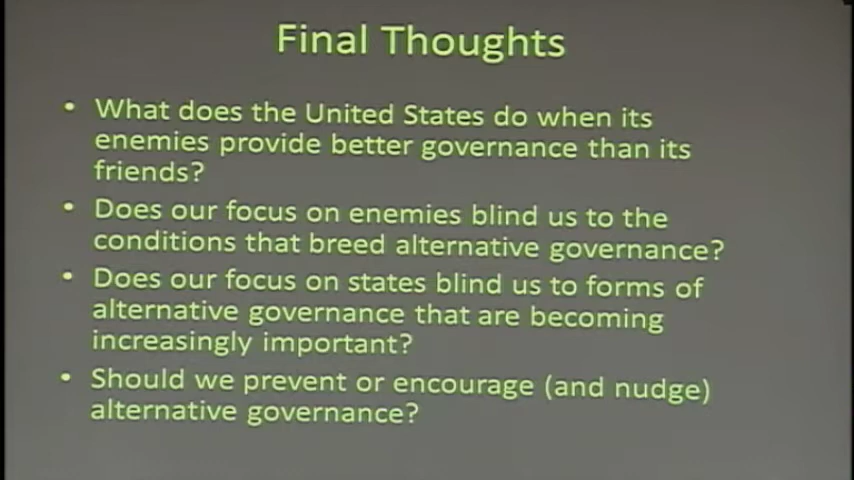 Final Thoughts
• What does the United States do when its
enemies provide better governance than its
friends?
• Does our focus on enemies blind us to the
conditions that breed alternative governance?
• Does our focus on states blind us to forms of
alternative governance that are becoming
increasingly important?
• Should we prevent or encourage (and nudge)
alternative governance?